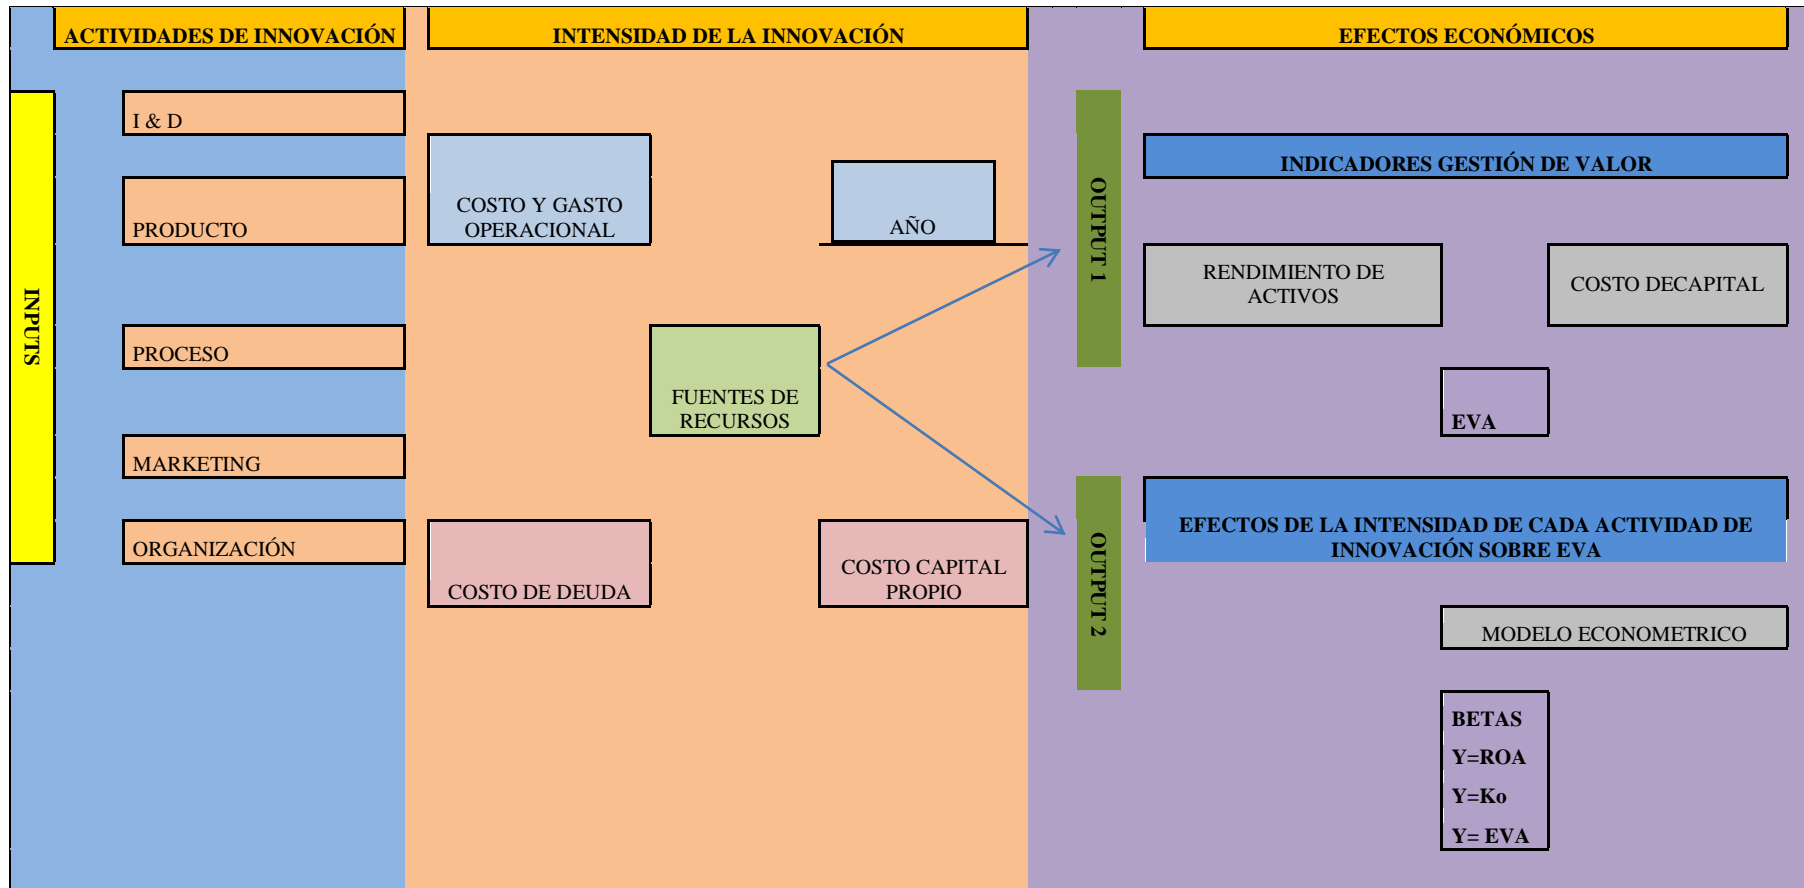 ACTIVIDADES DE INNOVACIÓN
INTENSIDAD DE LA INNOVACIÓN
EFECTOS ECONÓMICOS
INPUTS
I & D
PRODUCTO
PROCESO
MARKETING
ORGANIZACIÓN
COSTO Y GASTO
OPERACIONAL
AÑO
FUENTES DE
RECURSOS
COSTO DE DEUDA
COSTO CAPITAL
PROPIO
OUTPUT 1
INDICADORES GESTIÓN DE VALOR
RENDIMIENTO DE
ACTIVOS
COSTO DECAPITAL
EVA
OUTPUT 2
EFECTOS DE LA INTENSIDAD DE CADA ACTIVIDAD DE
INNOVACIÓN SOBRE EVA
MODELO ECONOMETRICO
BETAS
Y=ROA
Y=Ko
Y= EVA